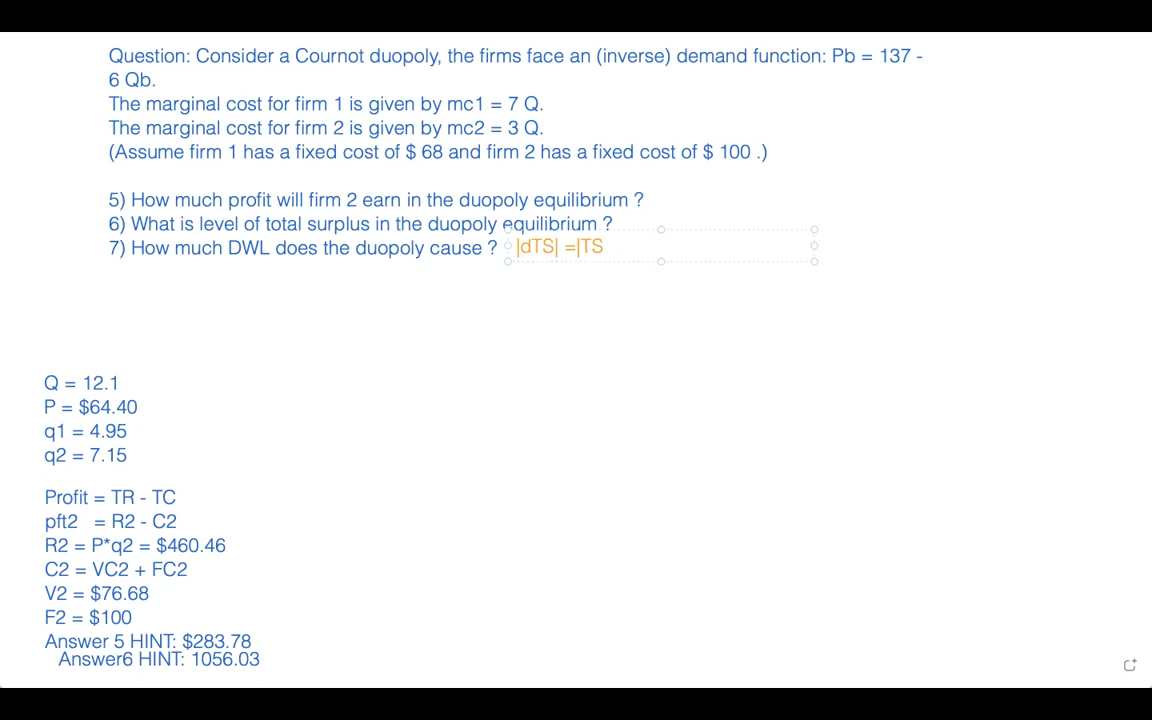 Question: Consider a Cournot duopoly, the firms face an (inverse) demand function: Pb = 137 -
6 Qb.
The marginal cost for firm 1 is given by mc1 = 7 Q.
The marginal cost for firm 2 is given by mc2 = 3 Q.
(Assume firm 1 has a fixed cost of $ 68 and firm 2 has a fixed cost of $ 100 .)
5) How much profit will firm 2 earn in the duopoly equilibrium ?
6) What is level of total surplus in the duopoly equilibrium ?
7) How much DWL does the duopoly cause ? |dTS| =|TS
Q = 12.1
P = $64.40
q1 = 4.95
q2 = 7.15
Profit = TR - TC
pft2 = R2 - C2
R2 = P*q2 = $460.46
C2 = VC2 + FC2
V2 = $76.68
F2 = $100
Answer 5 HINT: $283.78
Answer6 HINT: 1056.03